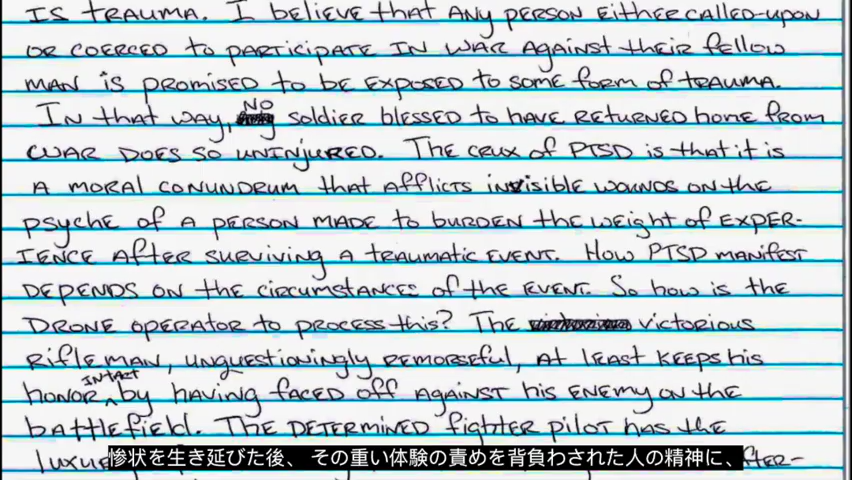 IS TRAUMA. I believe that ANY person either called-upon
or coerced to participate in war against their fellow
man is promised to be exposed to some form of trauma.
In that way, NO soldier blessed to have returned home from
war does so uninjured. The crux of PTSD is that it is
a moral conundrum that afflicts invisible wounds on the
psyche of a person made to burden the weight of exper-
ience after surviving a traumatic event. How PTSD manifest
depends on the circumstances of the event. So how is the
drone operator to process this? The victorious
rifleman, unquestioningly remorseful, at least keeps his
honor intact by having faced off against his enemy on the
battlefield. The determined fighter pilot has the
惨状を生き延びた後、その重い体験の責めを背負わされた人の精神に、